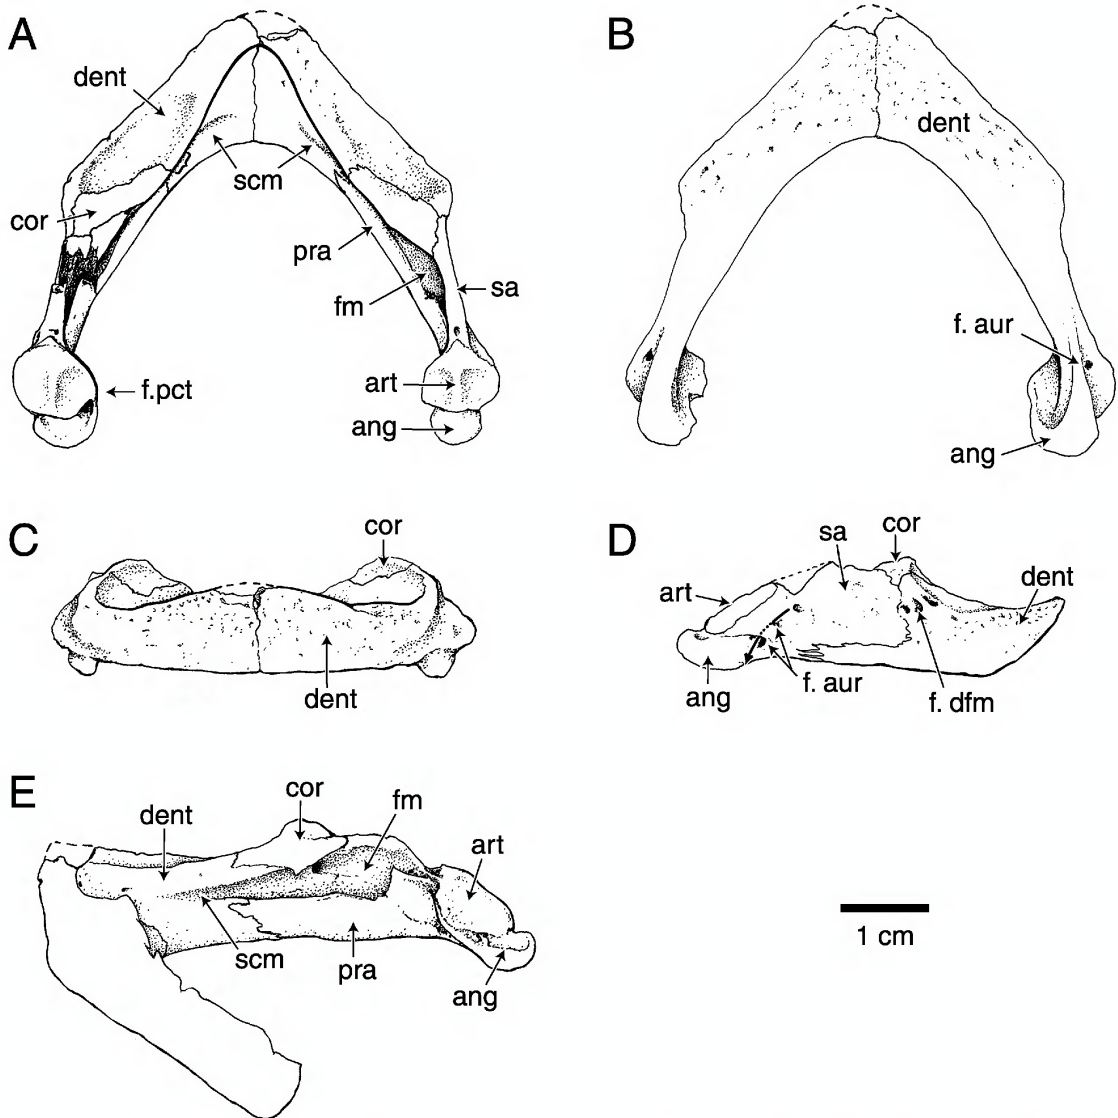 A
dent
scm
cor
pra
fm
sa
f.pct
art
ang
B
dent
f. aur
ang
C
cor
dent
D
sa
cor
art
dent
ang
f. aur
f. dfm
E
dent
cor
fm
art
scm
pra
ang
1 cm